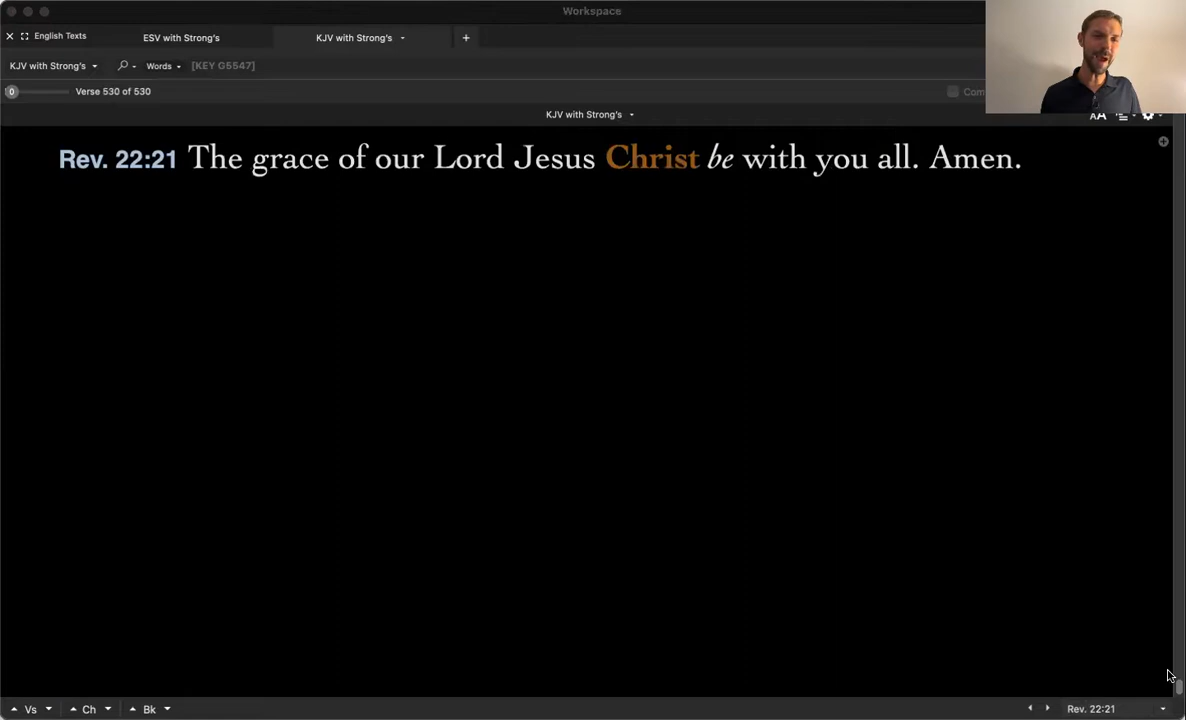 Workspace
English Texts
ESV with Strong's
KJV with Strong's
+
KJV with Strong's
Words
[KEY G5547]
0
Verse 530 of 530
Com
KJV with Strong's
AA
Rev. 22:21 The grace of our Lord Jesus Christ be with you all. Amen.
Vs
Ch
Bk
Rev. 22:21